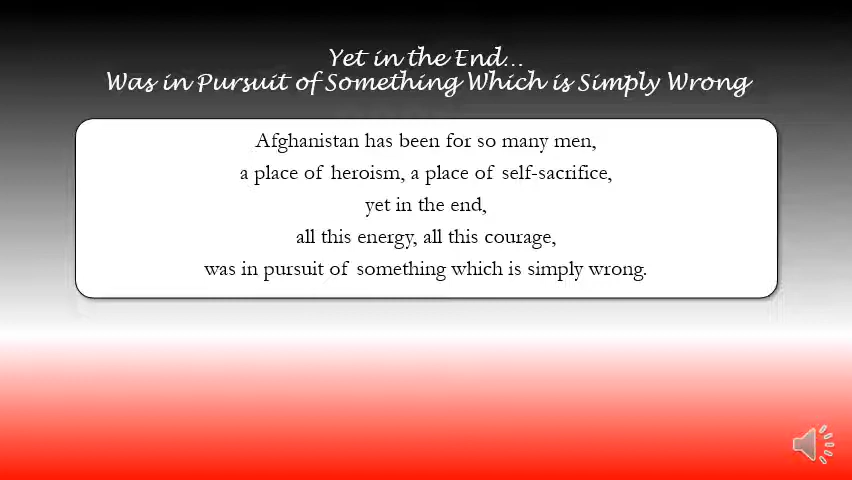 Yet in the End...
Was in Pursuit of Something Which is Simply Wrong
Afghanistan has been for so many men,
a place of heroism, a place of self-sacrifice,
yet in the end,
all this energy, all this courage,
was in pursuit of something which is simply wrong.